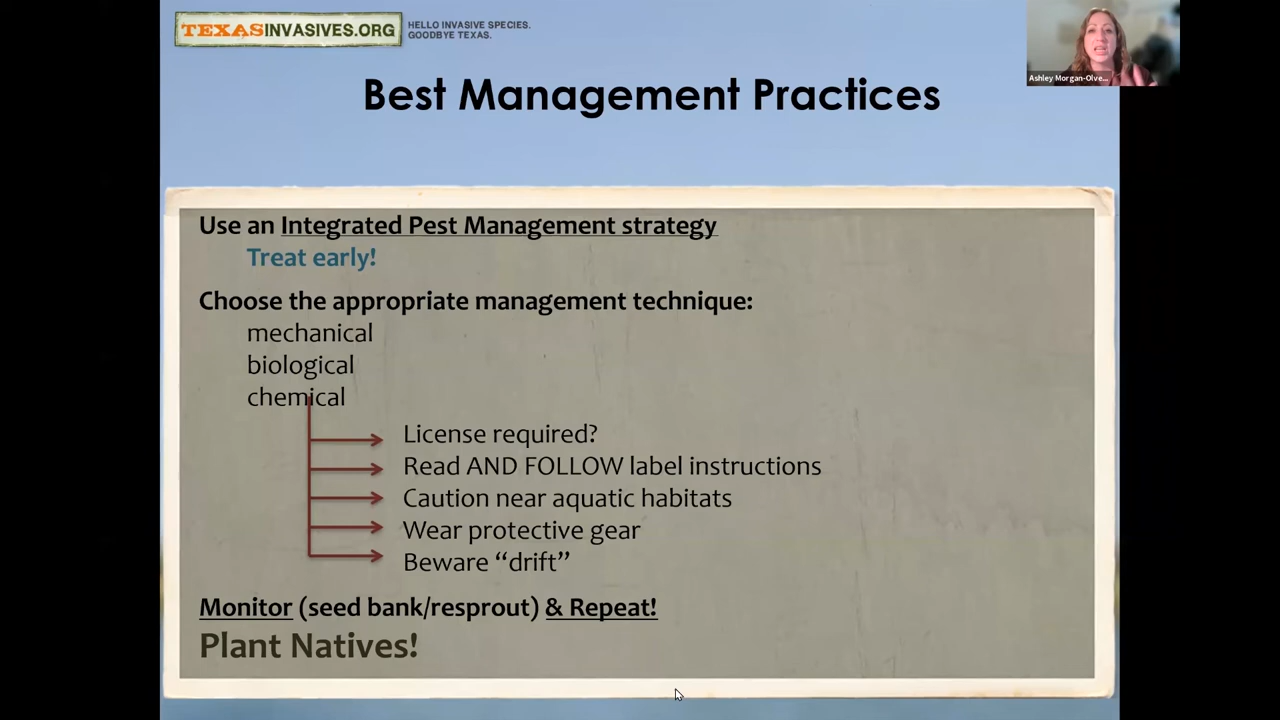 TEXASINVASIVES.ORG
HELLO INVASIVE SPECIES.
GOODBYE TEXAS.
Ashley Morgan-Olve...
Best Management Practices
Use an Integrated Pest Management strategy
Treat early!
Choose the appropriate management technique:
mechanical
biological
chemical
License required?
Read AND FOLLOW label instructions
Caution near aquatic habitats
Wear protective gear
Beware “drift”
Monitor (seed bank/resprout) & Repeat!
Plant Natives!